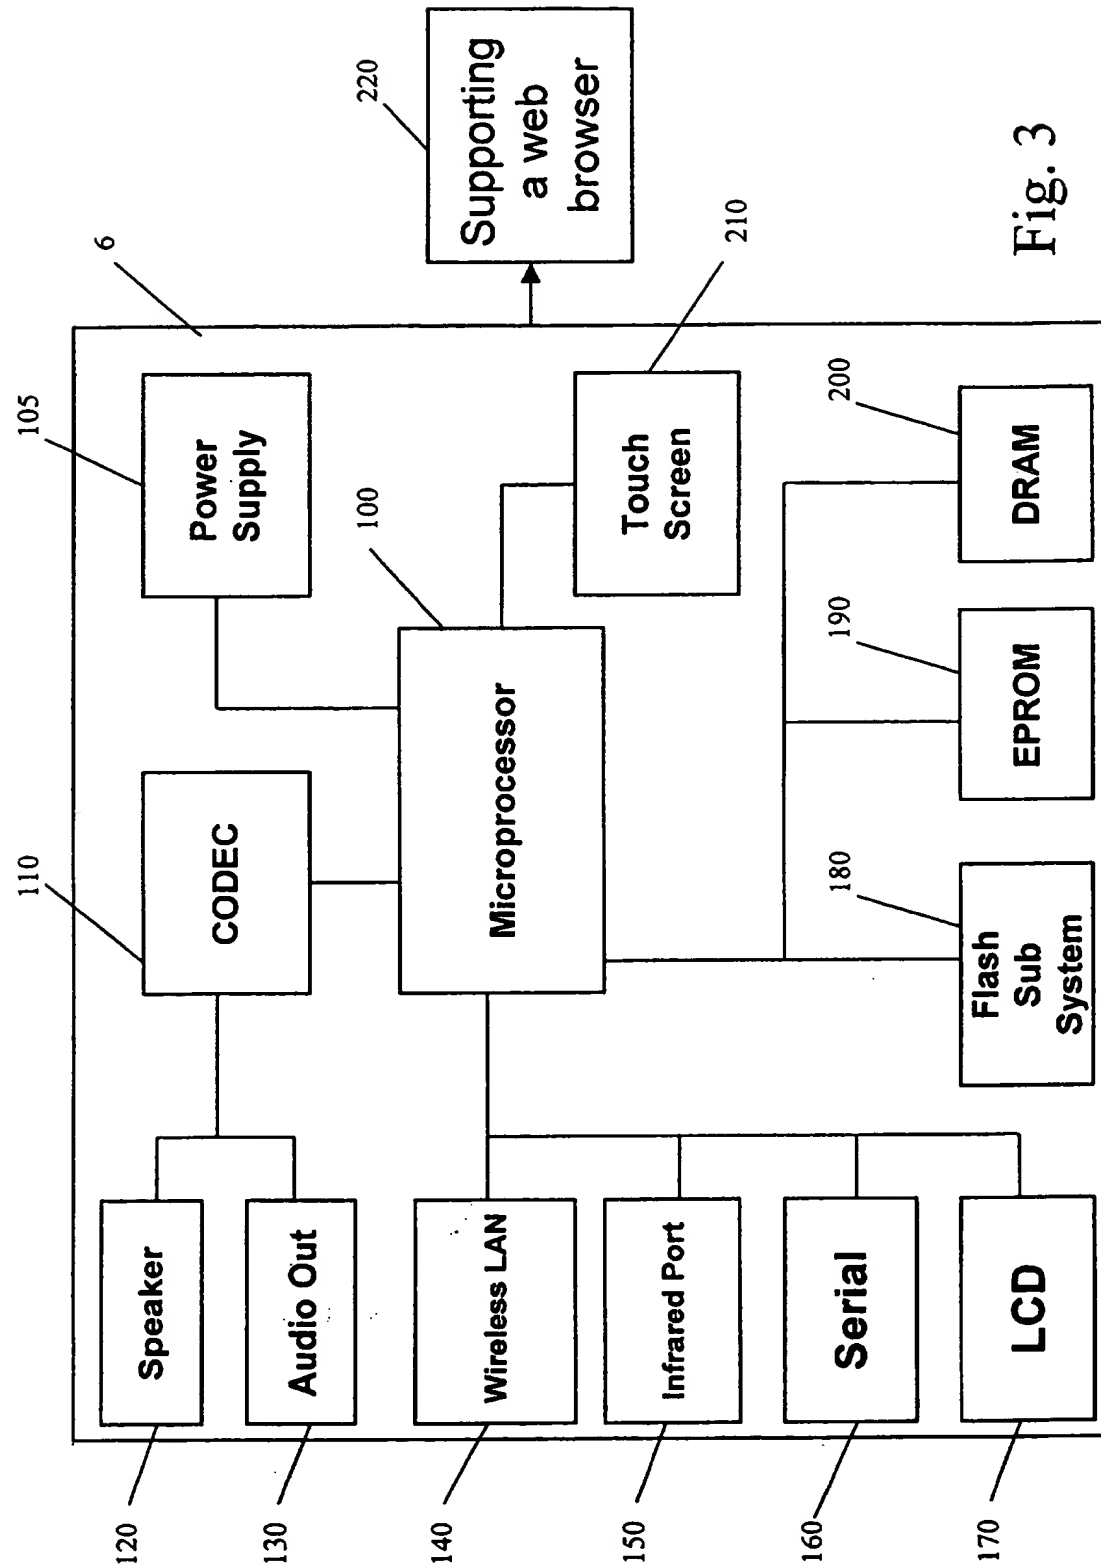 120
Speaker
130
Audio Out
140
Wireless LAN
150
Infrared Port
160
Serial
170
LCD
110
CODEC
105
Power
Supply
6
100
Microprocessor
210
Touch
Screen
180
Flash
Sub
System
190
EPROM
200
DRAM
220
Supporting
a web
browser
Fig. 3